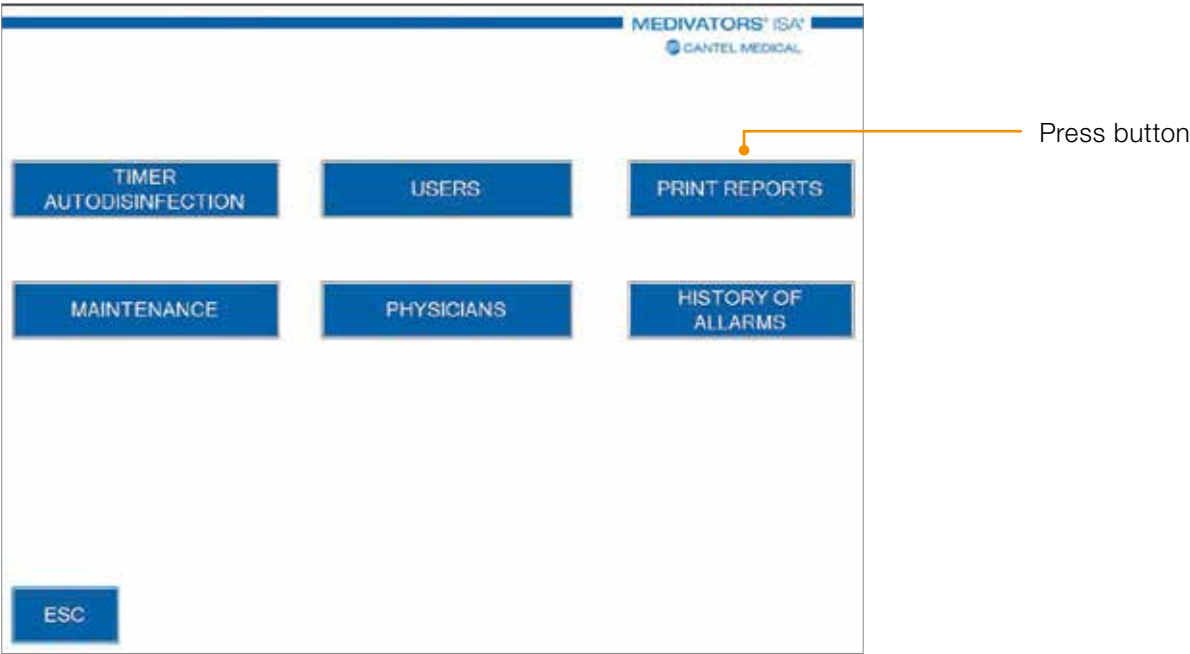 MEDIVATORS® ISA®
CANTEL MEDICAL
Press button
TIMER
AUTODISINFECTION
USERS
PRINT REPORTS
MAINTENANCE
PHYSICIANS
HISTORY OF
ALLARMS
ESC